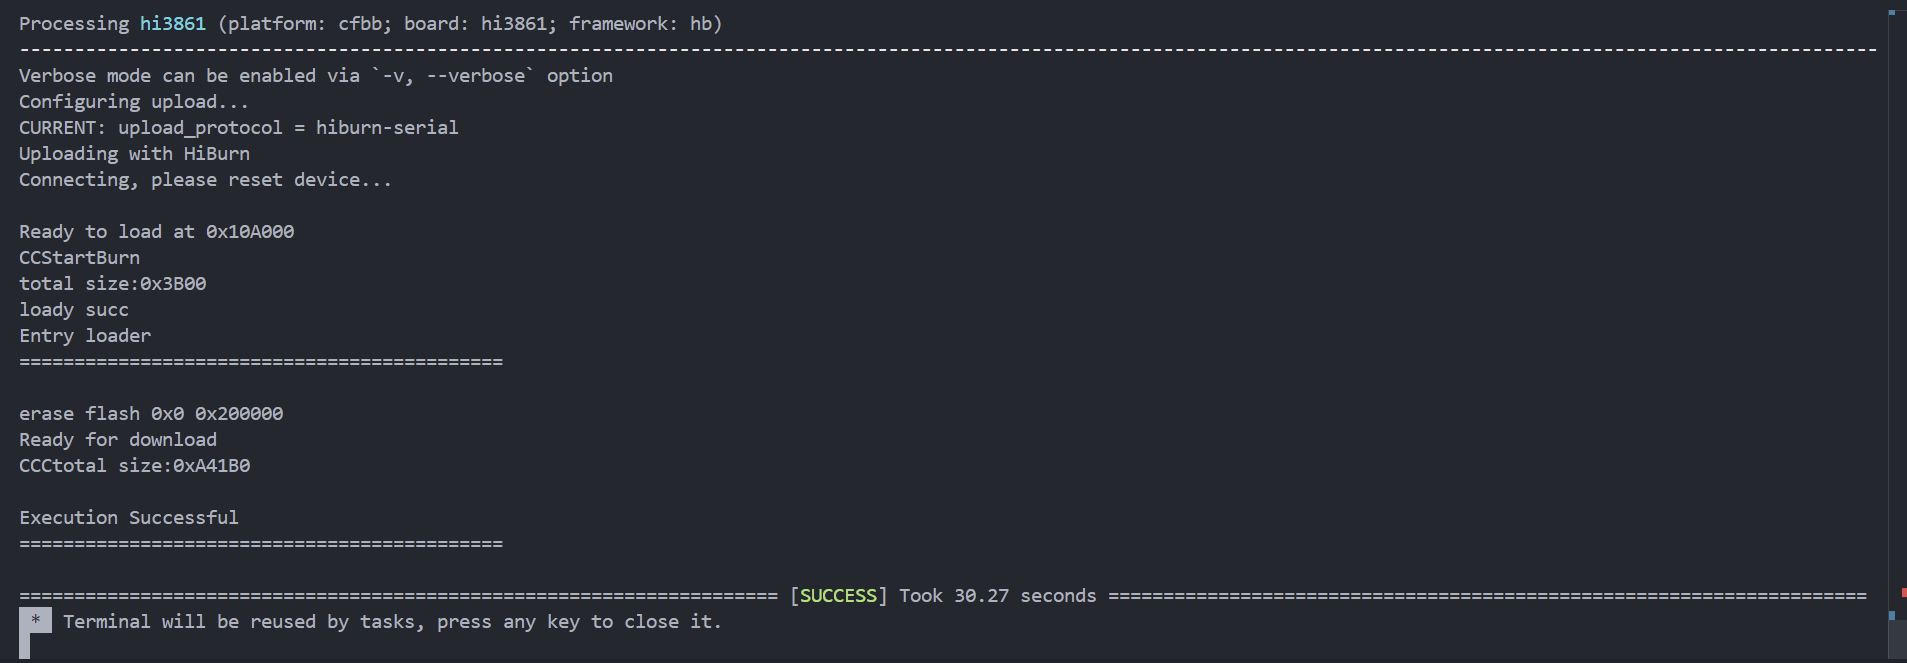 Processing hi3861 (platform: cfbb; board: hi3861; framework: hb)
-------------------------------------------------------------------------------------------------------------------------------------------------------------------------
Verbose mode can be enabled via `-v, --verbose` option
Configuring upload...
CURRENT: upload_protocol = hiburn-serial
Uploading with HiBurn
Connecting, please reset device...

Ready to load at 0x10A000
CCStartBurn
total size:0x3B00
loady succ
Entry loader
============================================

erase flash 0x0 0x200000
Ready for download
CCCtotal size:0xA41B0

Execution Successful
============================================

===================================================================== [SUCCESS] Took 30.27 seconds =====================================================================
* Terminal will be reused by tasks, press any key to close it.